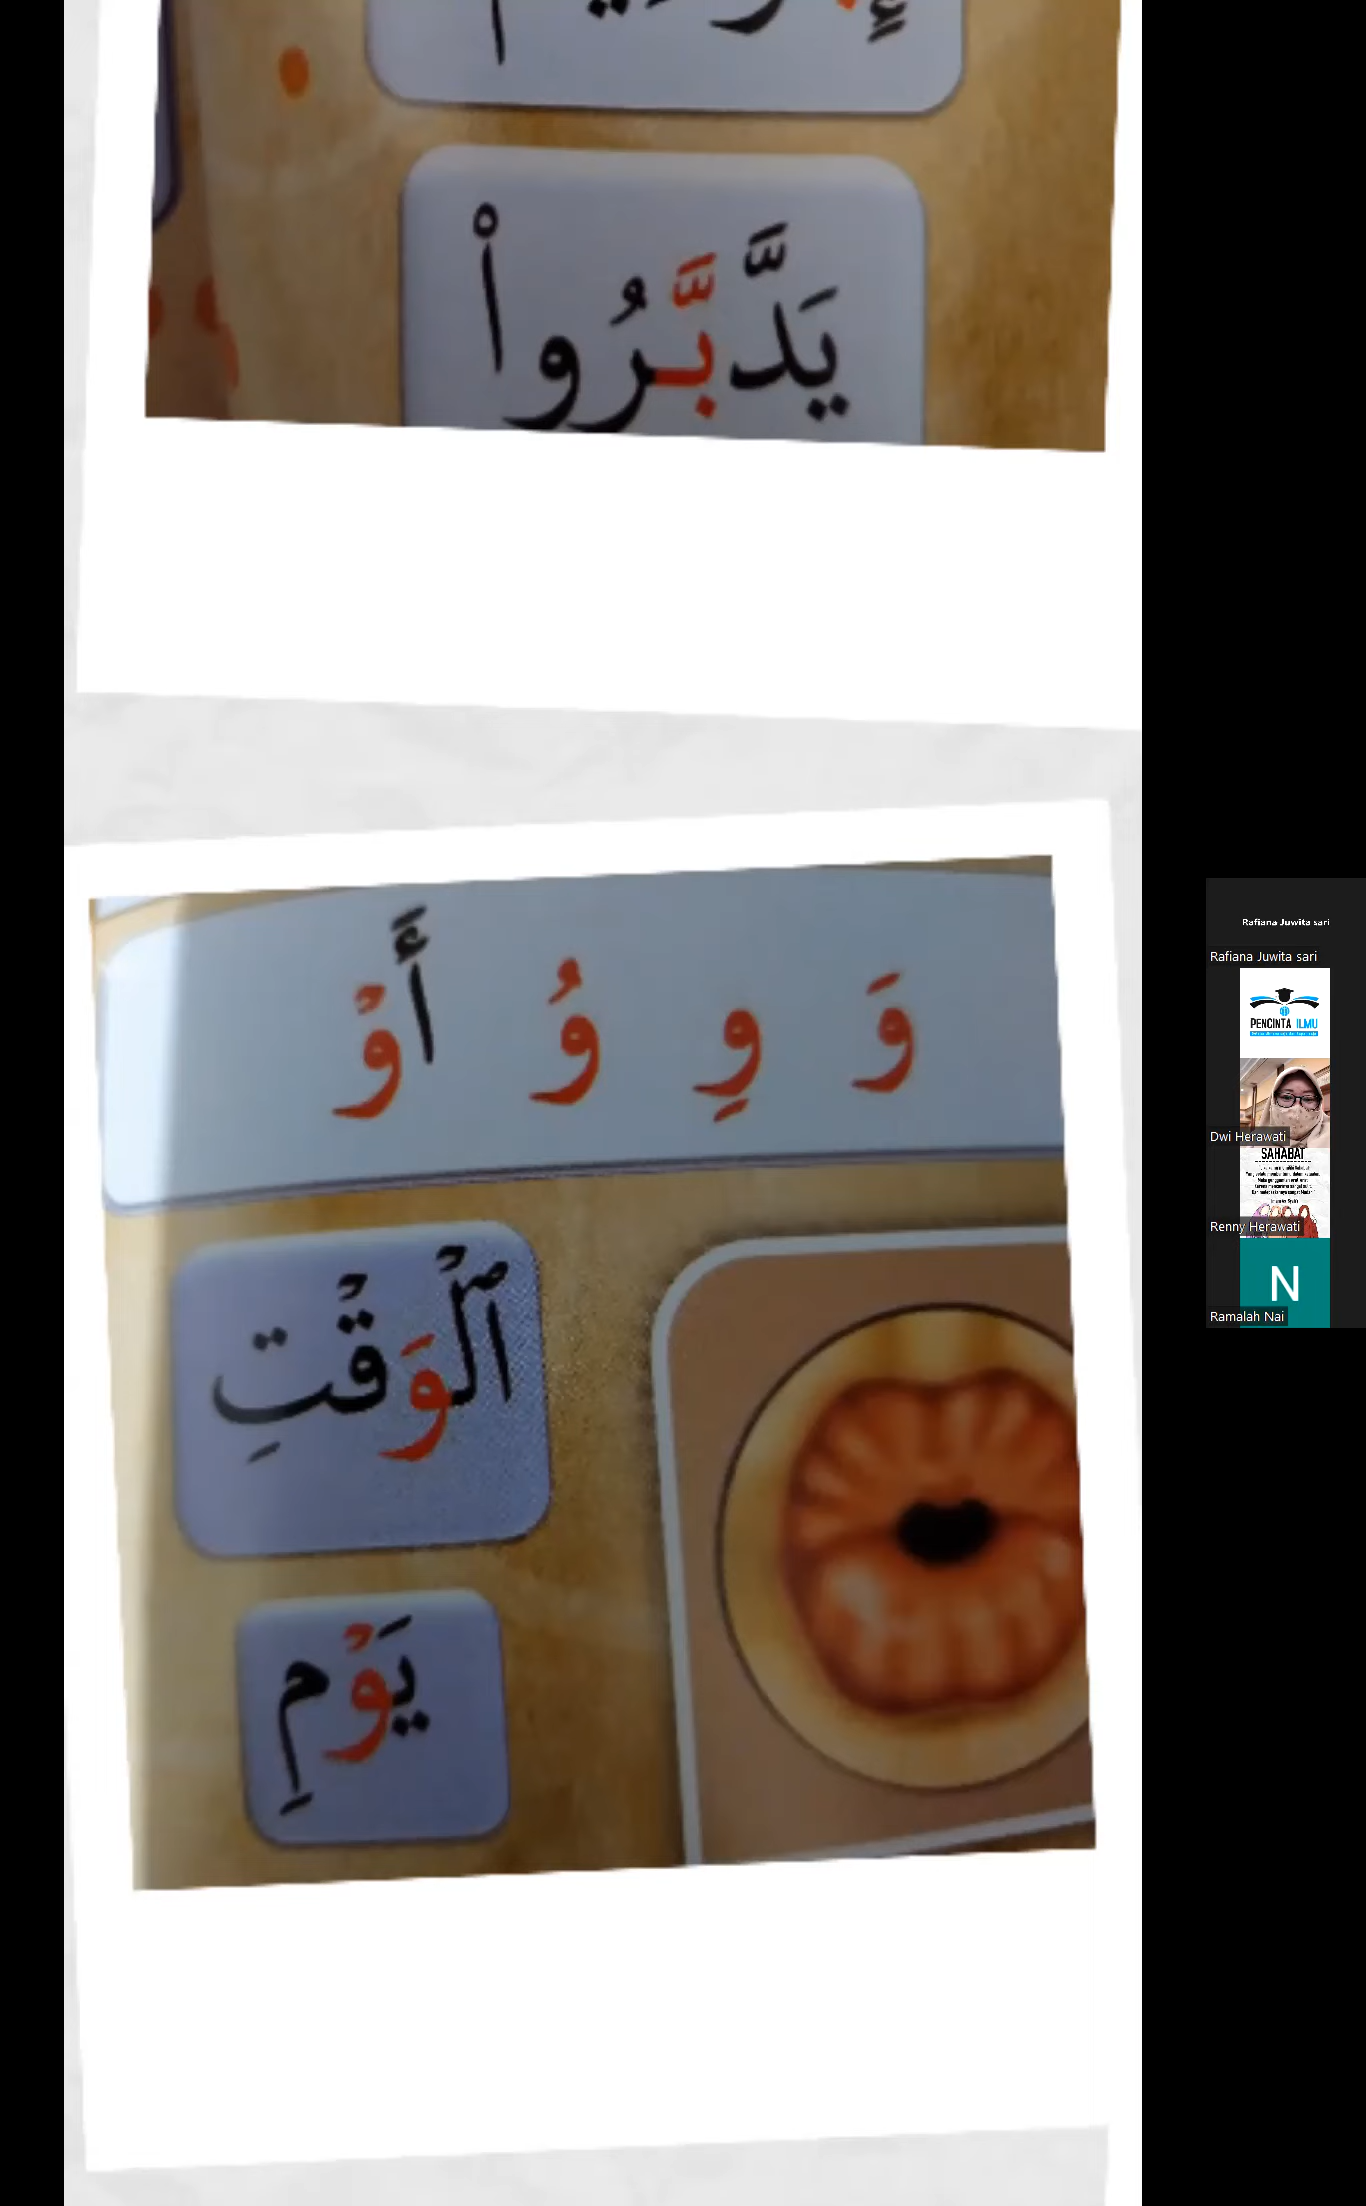 يَدَّبَّرُواْ
وَ وِ وُ أَوْ
ٱلْوَقْتِ
يَوْمِ
Rafiana Juwita sari
Rafiana Juwita sari
PENCINTA ILMU
Dwi Herawati
SAHABAT
Renny Herawati
N
Ramalah Nai